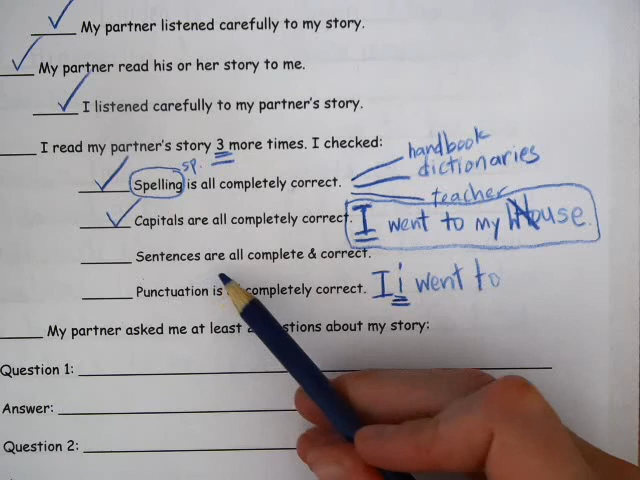 My partner listened carefully to my story.
My partner read his or her story to me.
I listened carefully to my partner's story.
I read my partner's story 3 more times. I checked:
handbook
sp.
dictionaries
Spelling is all completely correct.
teacher
Capitals are all completely correct.
I went to my House.
Sentences are all complete & correct.
Punctuation is completely correct.
I i went to
My partner asked me at least questions about my story:
Question 1:
Answer:
Question 2: